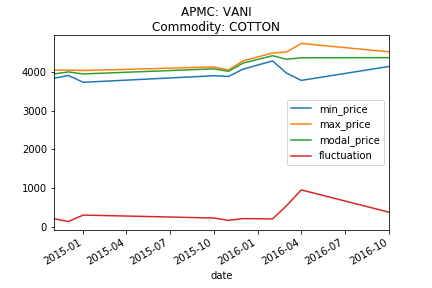 APMC: VANI
Commodity: COTTON
4000
3000
2000
1000
0
min_price
max_price
modal_price
fluctuation
2015-01
2015-04
2015-07
2015-10
2016-01
2016-04
2016-07
2016-10
date